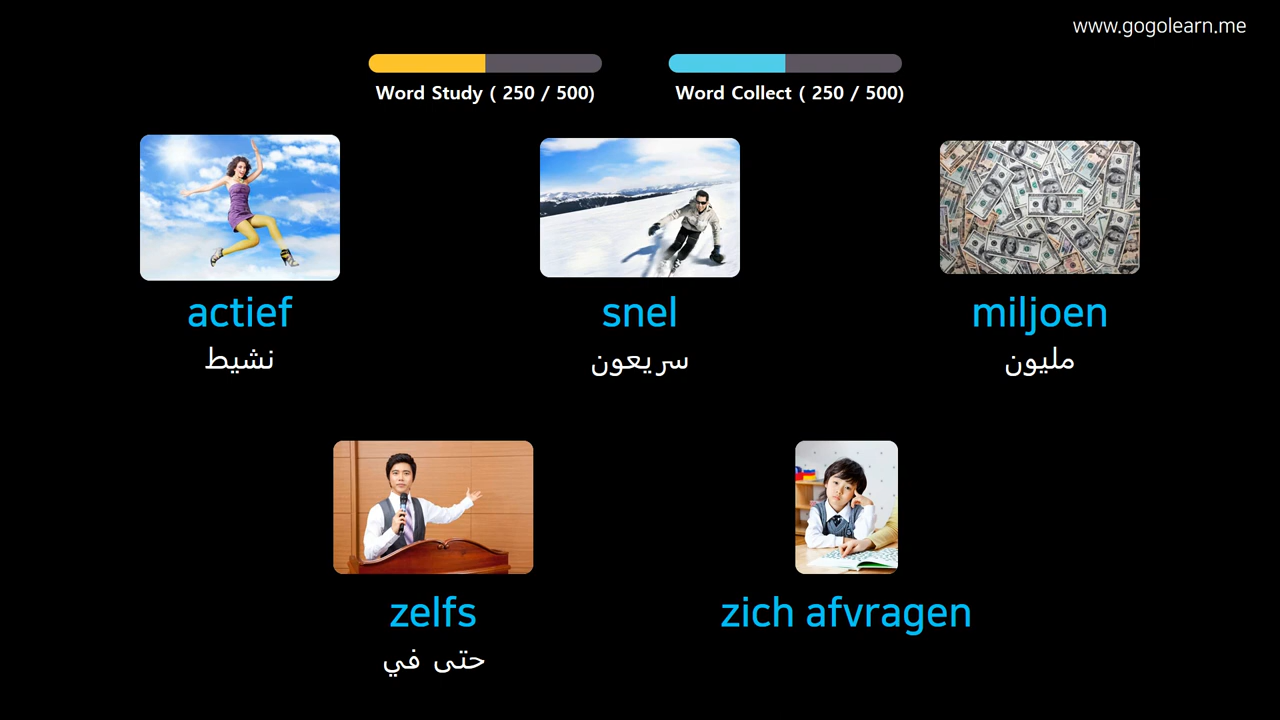 www.gogolearn.me
Word Study ( 250 / 500)
Word Collect ( 250 / 500)
actief
نشيط
snel
سريعون
miljoen
مليون
zelfs
حتى في
zich afvragen